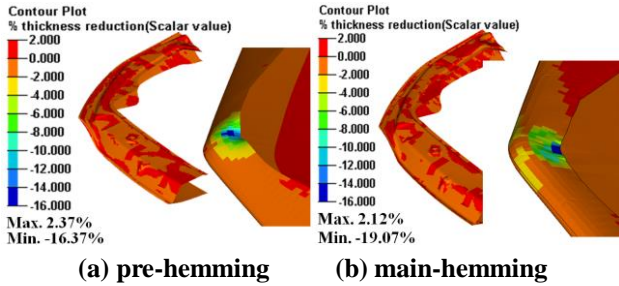 Contour Plot
% thickness reduction(Scalar value)
2.000
0.000
-2.000
-4.000
-6.000
-8.000
-10.000
-12.000
-14.000
-16.000
Max. 2.37%
Min. -16.37%
(a) pre-hemming
Contour Plot
% thickness reduction(Scalar value)
2.000
0.000
-2.000
-4.000
-6.000
-8.000
-10.000
-12.000
-14.000
-16.000
Max. 2.12%
Min. -19.07%
(b) main-hemming